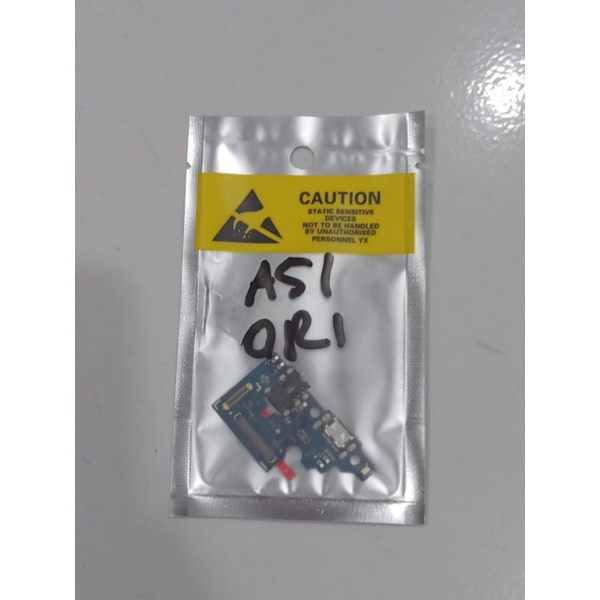 CAUTION
STATIC SENSITIVE
DEVICES
NOT TO BE HANDLED
BY UNAUTHORISED
PERSONNEL YX
A51
ORI